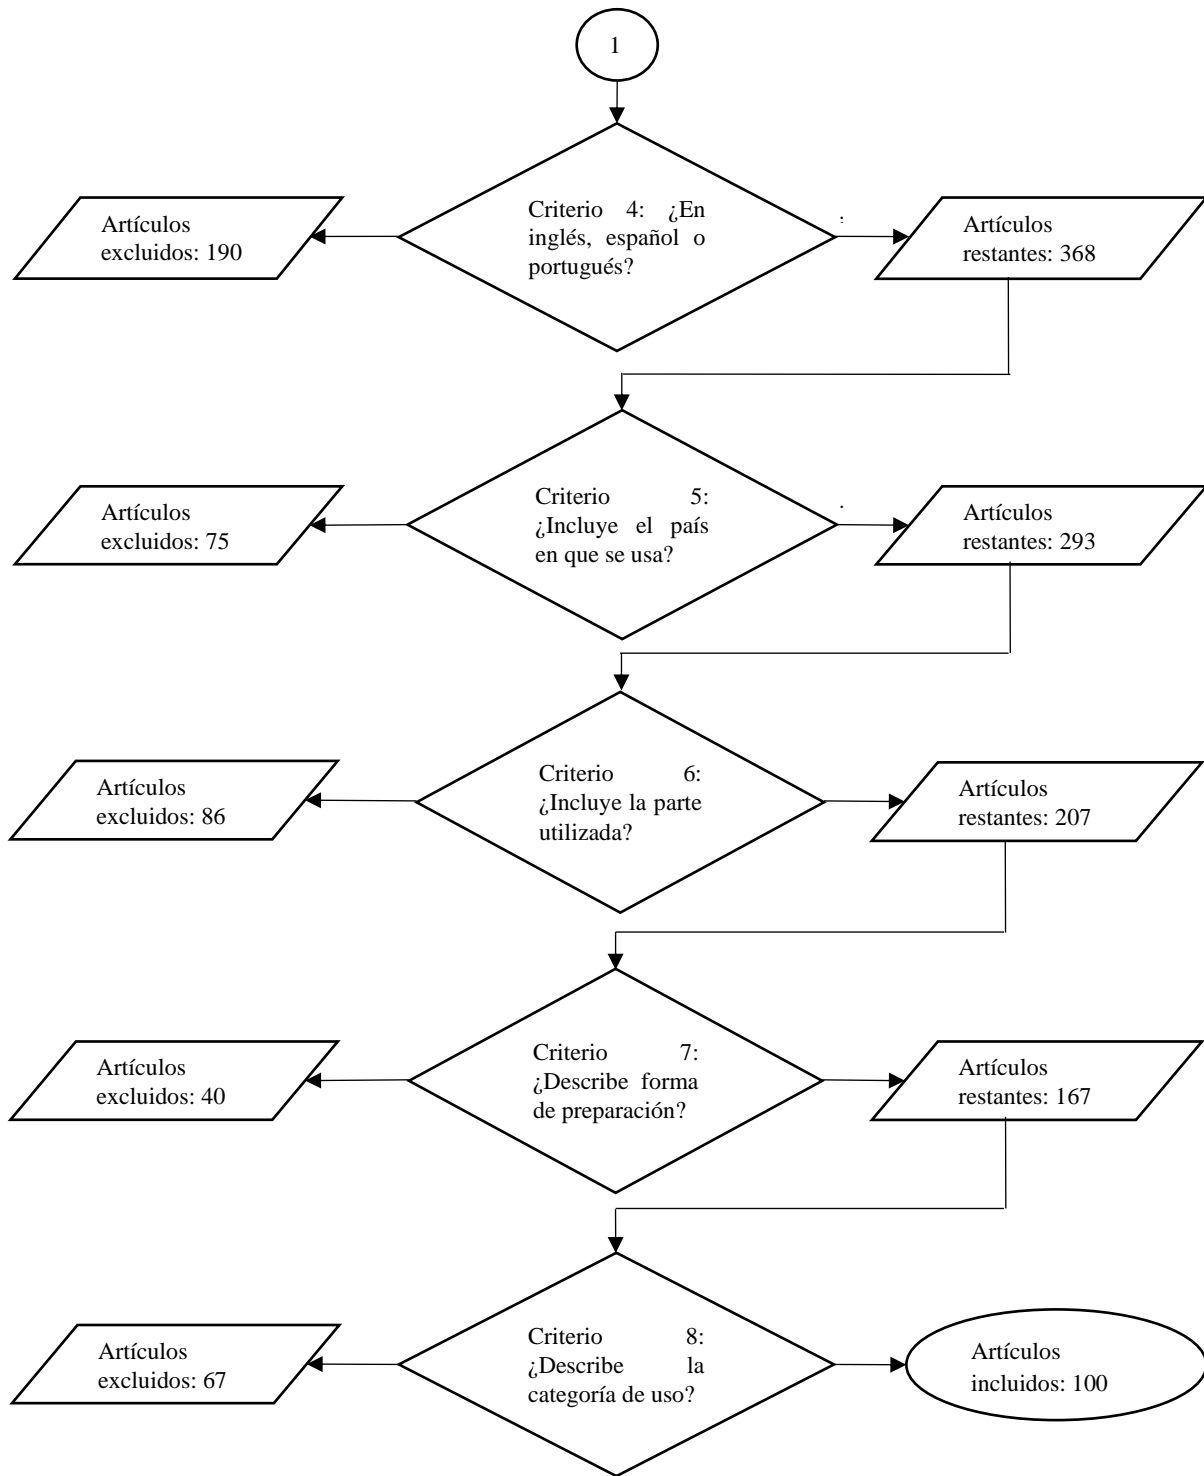 1
Criterio 4: ¿En
inglés, español o
portugués?
Artículos
excluidos: 190
Artículos
restantes: 368
Criterio 5:
¿Incluye el país
en que se usa?
Artículos
excluidos: 75
Artículos
restantes: 293
Criterio 6:
¿Incluye la parte
utilizada?
Artículos
excluidos: 86
Artículos
restantes: 207
Criterio 7:
¿Describe forma
de preparación?
Artículos
excluidos: 40
Artículos
restantes: 167
Criterio 8:
¿Describe la
categoría de uso?
Artículos
excluidos: 67
Artículos
incluidos: 100